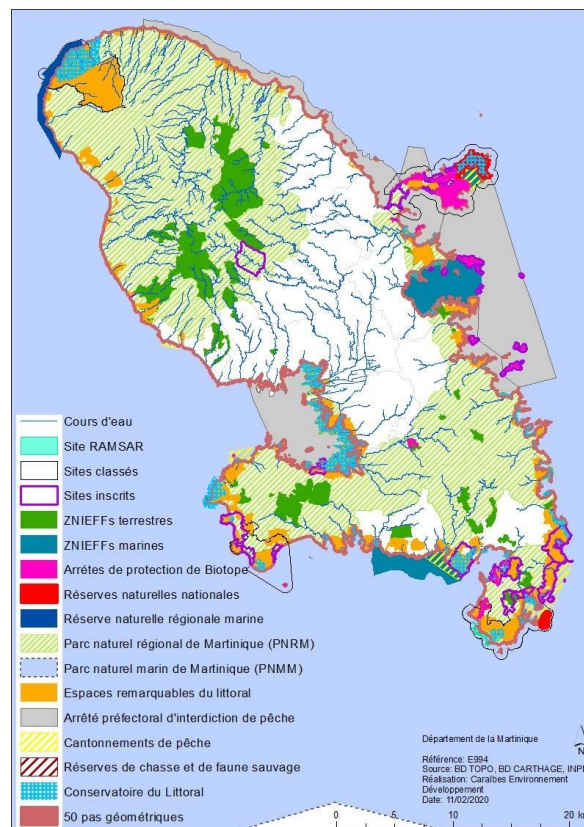 Cours d'eau
Site RAMSAR
Sites classés
Sites inscrits
ZNIEFFs terrestres
ZNIEFFs marines
Arrétes de protection de Biotope
Réserves naturelles nationales
Réserve naturelle régionale marine
Parc naturel régional de Martinique (PNRM)
Parc naturel marin de Martinique (PNMM)
Espaces remarquables du littoral
Arrêté préfectoral d'interdiction de pêche
Cantonnements de pêche
Réserves de chasse et de faune sauvage
Conservatoire du Littoral
50 pas géométriques
Département de la Martinique
N
Référence: E994
Source: BD TOPO, BD CARTHAGE, INPN
Réalisation: Caraïbes Environnement
Développement
Date: 11/02/2020
0 5 10 20 km